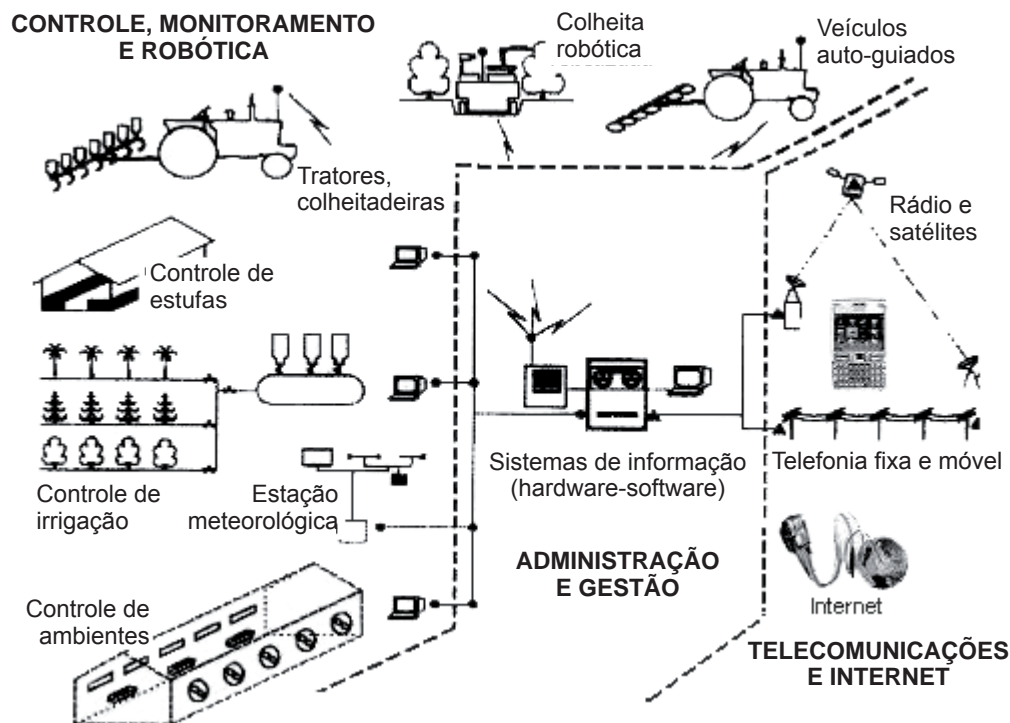 CONTROLE, MONITORAMENTO
E ROBÓTICA
Colheita
robótica
Veículos
auto-guiados
Tratores,
colheitadeiras
Rádio e
satélites
Controle de
estufas
Controle de
irrigação
Estação
meteorológica
Sistemas de informação
(hardware-software)
Telefonia fixa e móvel
ADMINISTRAÇÃO
E GESTÃO
Internet
Controle de
ambientes
TELECOMUNICAÇÕES
E INTERNET